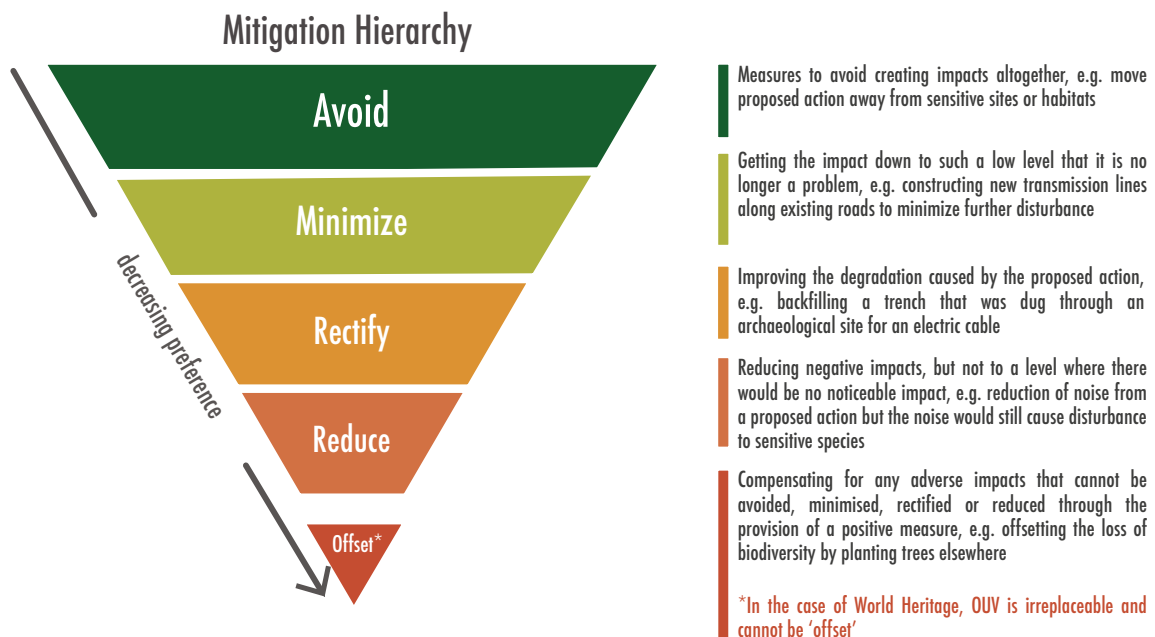 Mitigation Hierarchy
Avoid
Measures to avoid creating impacts altogether, e.g. move
proposed action away from sensitive sites or habitats
Minimize
Getting the impact down to such a low level that it is no
longer a problem, e.g. constructing new transmission lines
along existing roads to minimize further disturbance
decreasing preference
Rectify
Improving the degradation caused by the proposed action,
e.g. backfilling a trench that was dug through an
archaeological site for an electric cable
Reduce
Reducing negative impacts, but not to a level where there
would be no noticeable impact, e.g. reduction of noise from
a proposed action but the noise would still cause disturbance
to sensitive species
Offset*
Compensating for any adverse impacts that cannot be
avoided, minimised, rectified or reduced through the
provision of a positive measure, e.g. offsetting the loss of
biodiversity by planting trees elsewhere
*In the case of World Heritage, OUV is irreplaceable and
cannot be ‘offset’